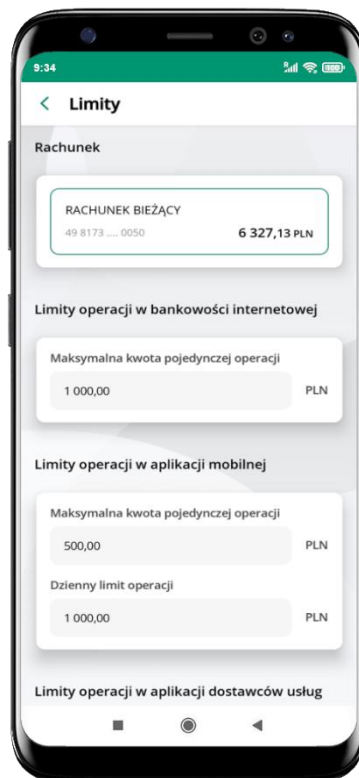 9:34
100
Limity
Rachunek
RACHUNEK BIEŻĄCY
49 8173 .... 0050
6 327,13 PLN
Limity operacji w bankowości internetowej
Maksymalna kwota pojedynczej operacji
1 000,00
PLN
Limity operacji w aplikacji mobilnej
Maksymalna kwota pojedynczej operacji
500,00
PLN
Dzienny limit operacji
1 000,00
PLN
Limity operacji w aplikacji dostawców usług